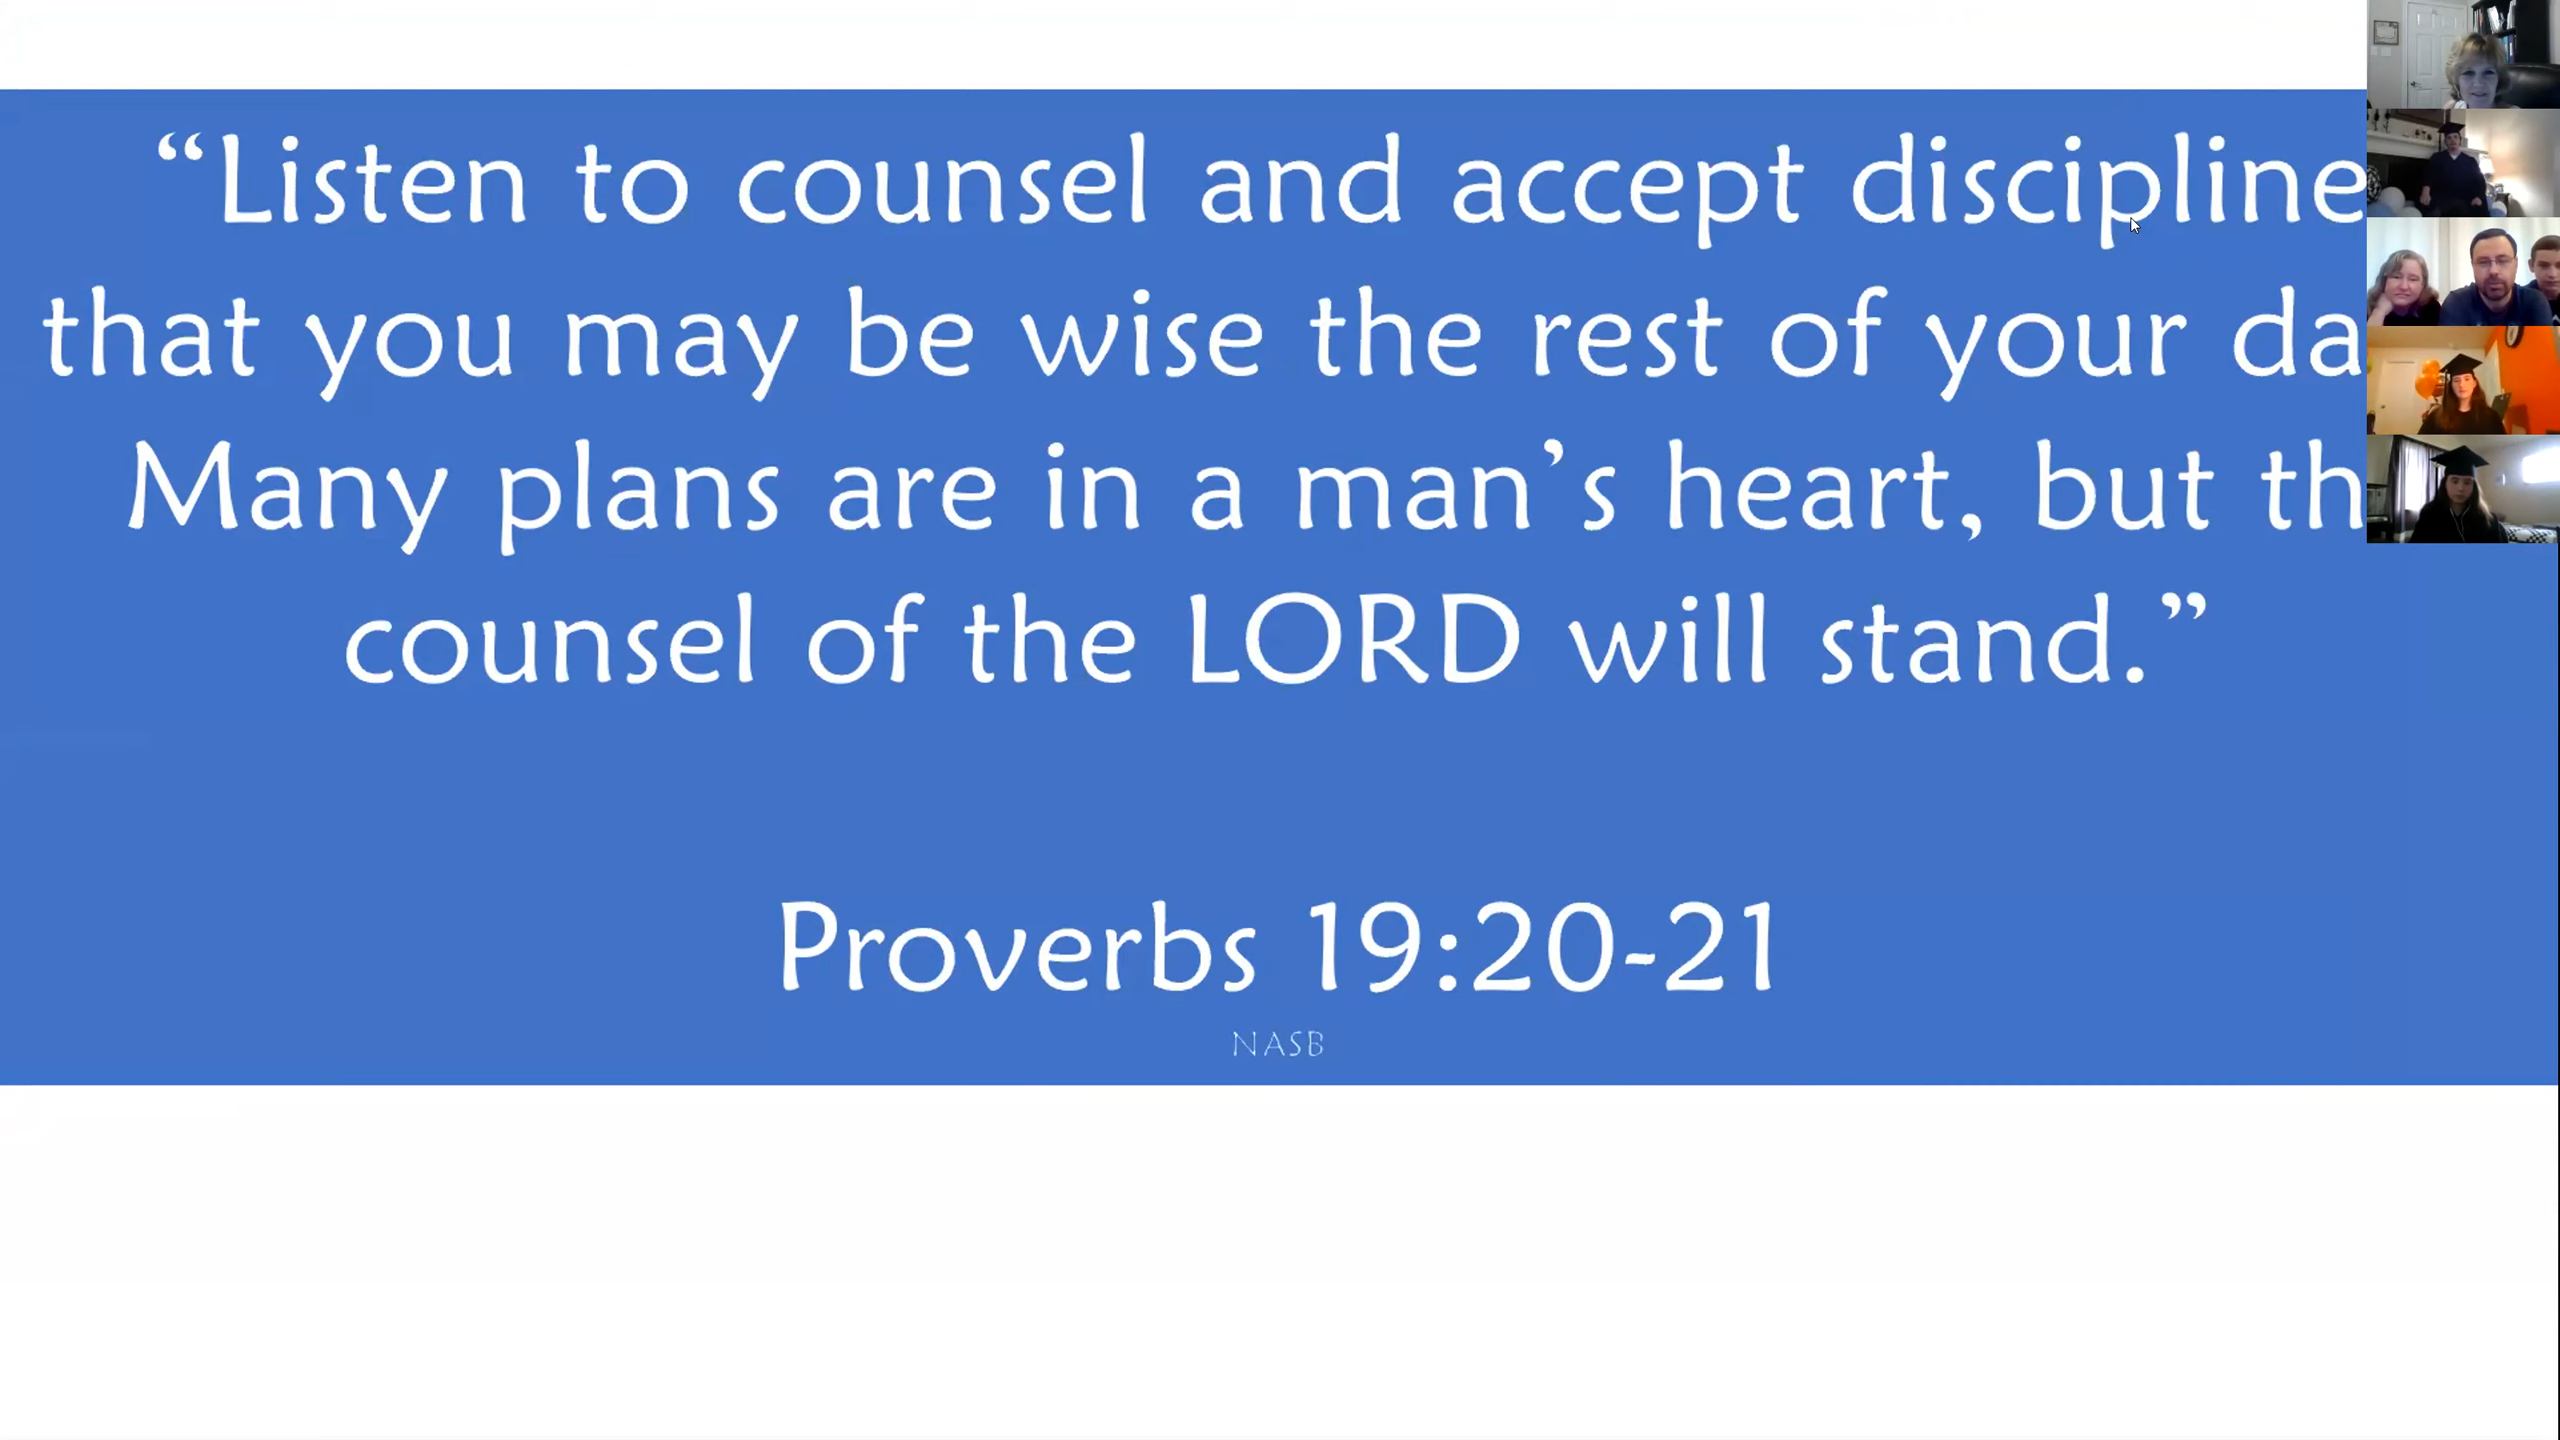 “Listen to counsel and accept discipline
that you may be wise the rest of your da
Many plans are in a man’s heart, but th
counsel of the LORD will stand.”
Proverbs 19:20-21
NASB